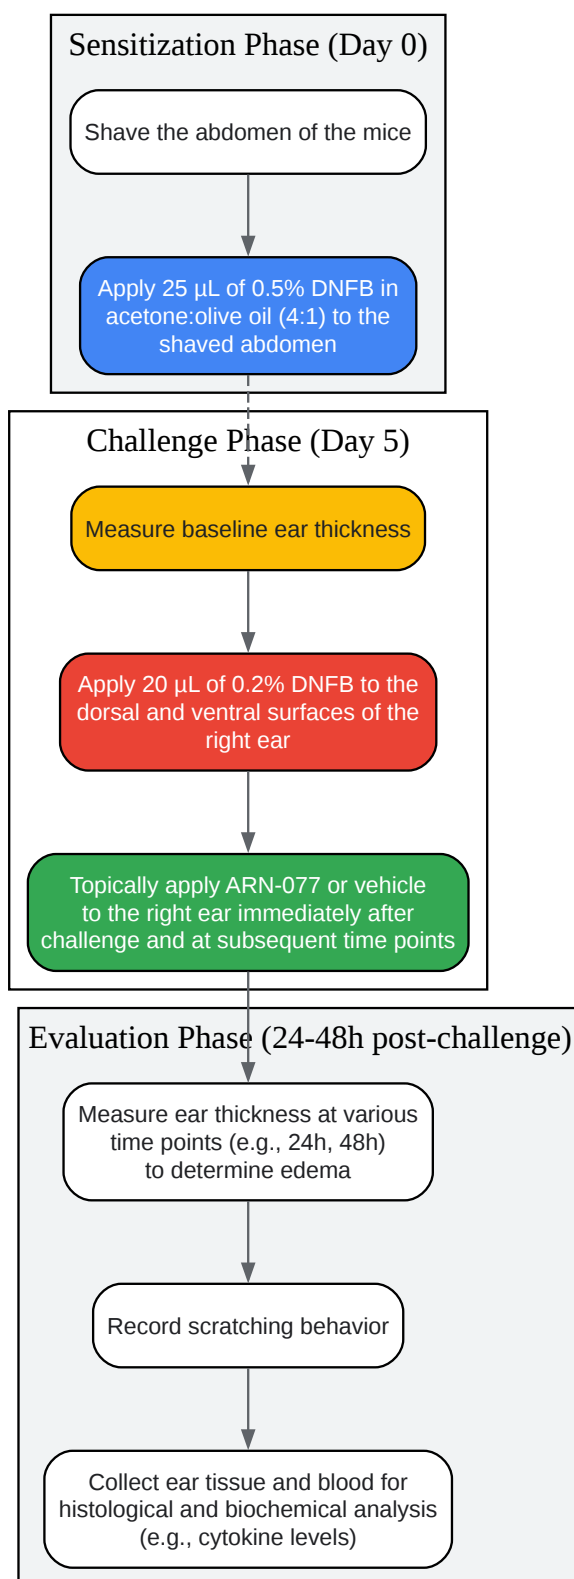 Sensitization Phase (Day 0)
Shave the abdomen of the mice
Apply 25 µL of 0.5% DNFB in
acetone:olive oil (4:1) to the
shaved abdomen
Challenge Phase (Day 5)
Measure baseline ear thickness
Apply 20 µL of 0.2% DNFB to the
dorsal and ventral surfaces of the
right ear
Topically apply ARN-077 or vehicle
to the right ear immediately after
challenge and at subsequent time points
Evaluation Phase (24-48h post-challenge)
Measure ear thickness at various
time points (e.g., 24h, 48h)
to determine edema
Record scratching behavior
Collect ear tissue and blood for
histological and biochemical analysis
(e.g., cytokine levels)